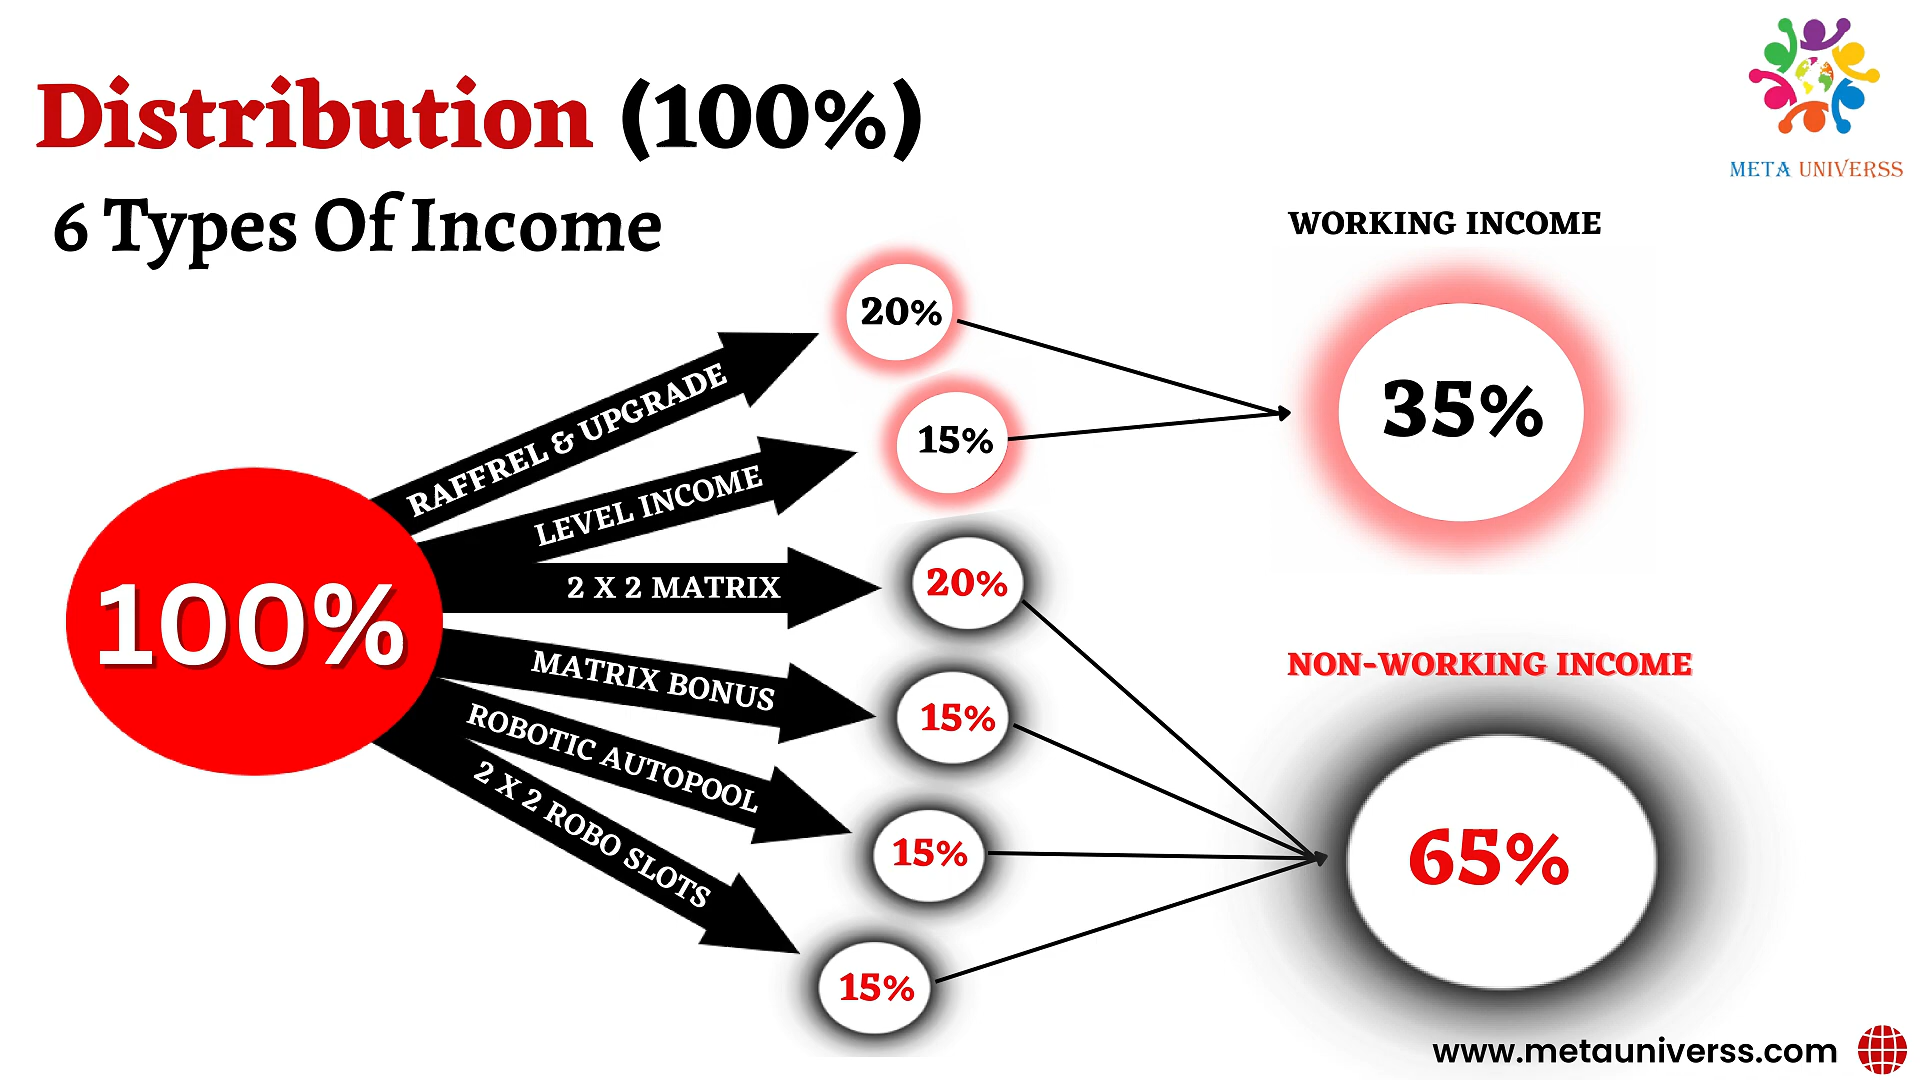 Distribution (100%)
6 Types Of Income
META UNIVERSS
100%
RAFFREL & UPGRADE
LEVEL INCOME
2 X 2 MATRIX
MATRIX BONUS
ROBOTIC AUTOPOOL
2 X 2 ROBO SLOTS
20%
15%
20%
15%
15%
15%
WORKING INCOME
35%
NON-WORKING INCOME
65%
www.metauniverss.com